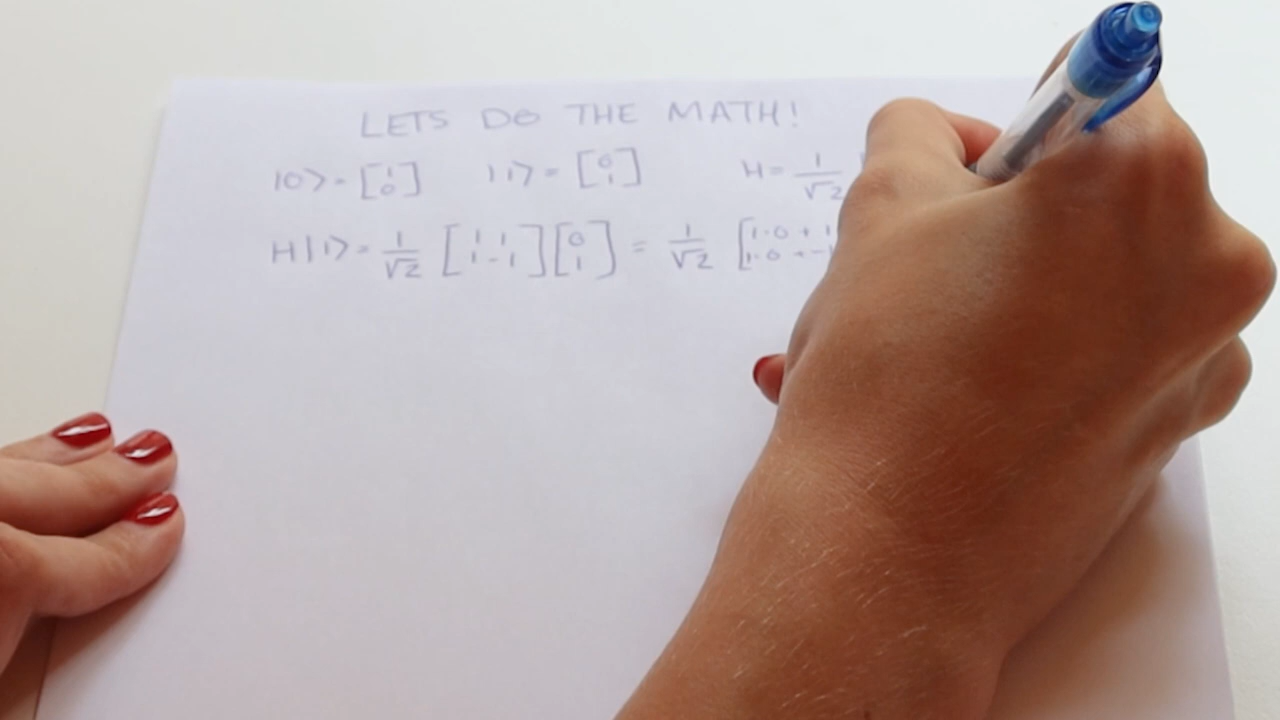 LETS DO THE MATH!
|0> = [1 0] |1> = [0 1] H = 1/√2
H|1> = 1/√2 [1 1 1 -1] [0 1] = 1/√2 [1·0 + 1 1·0 + -1